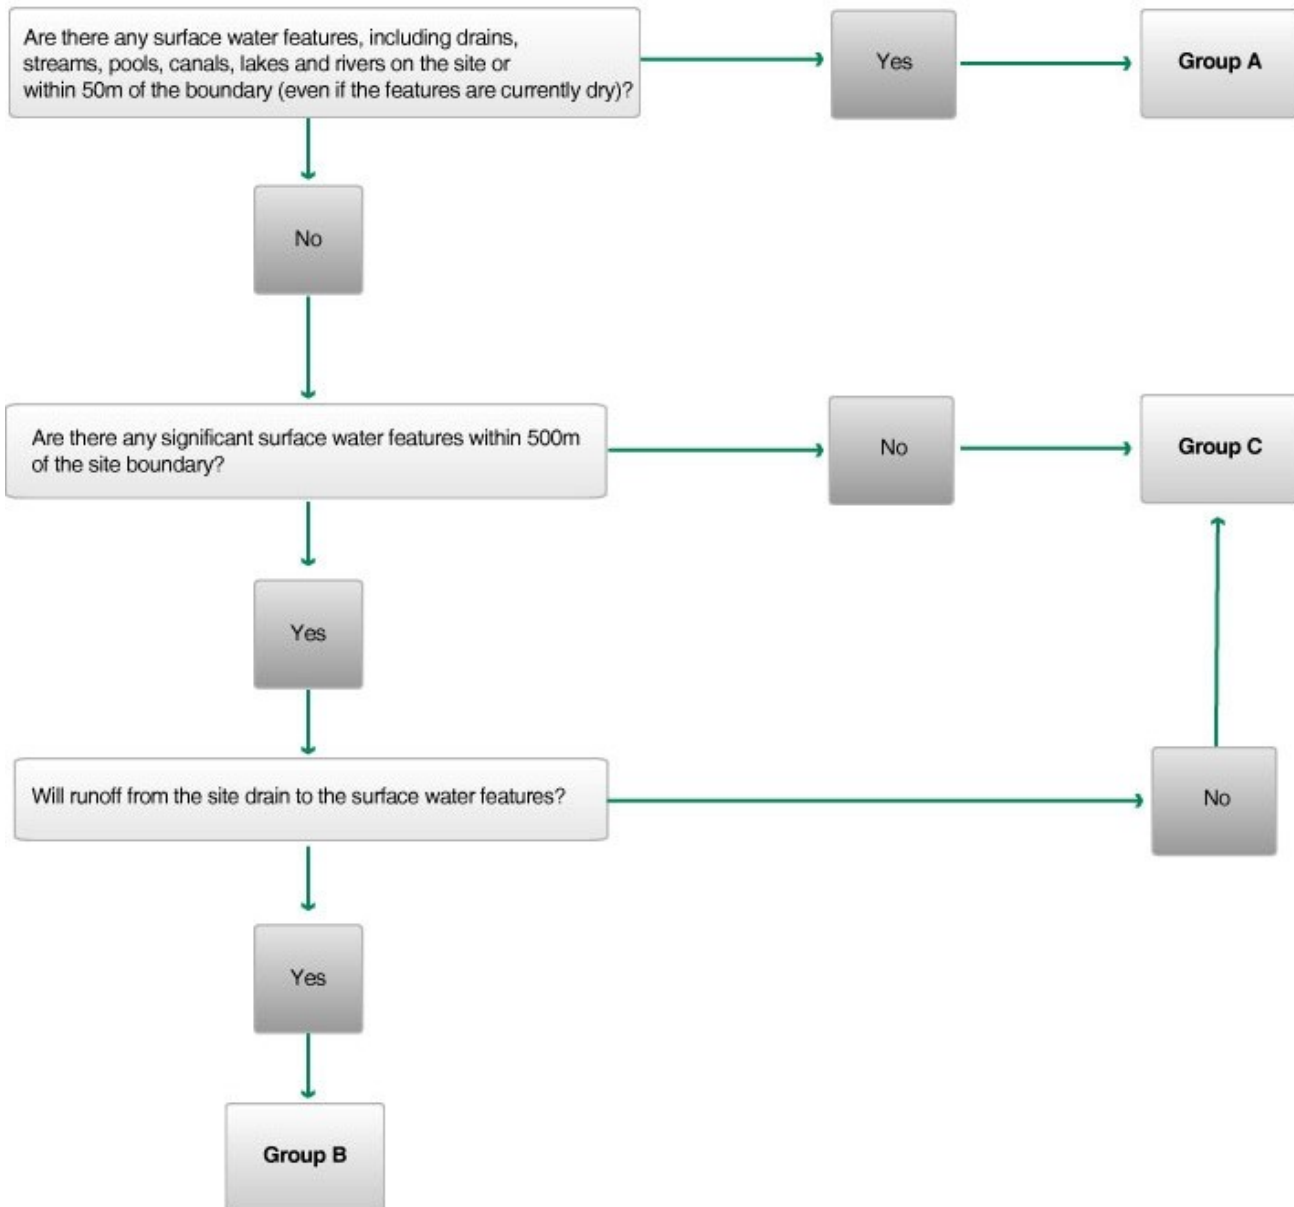 Are there any surface water features, including drains,
streams, pools, canals, lakes and rivers on the site or
within 50m of the boundary (even if the features are currently dry)?
Yes
Group A
No
Are there any significant surface water features within 500m
of the site boundary?
No
Group C
Yes
Will runoff from the site drain to the surface water features?
No
Yes
Group B